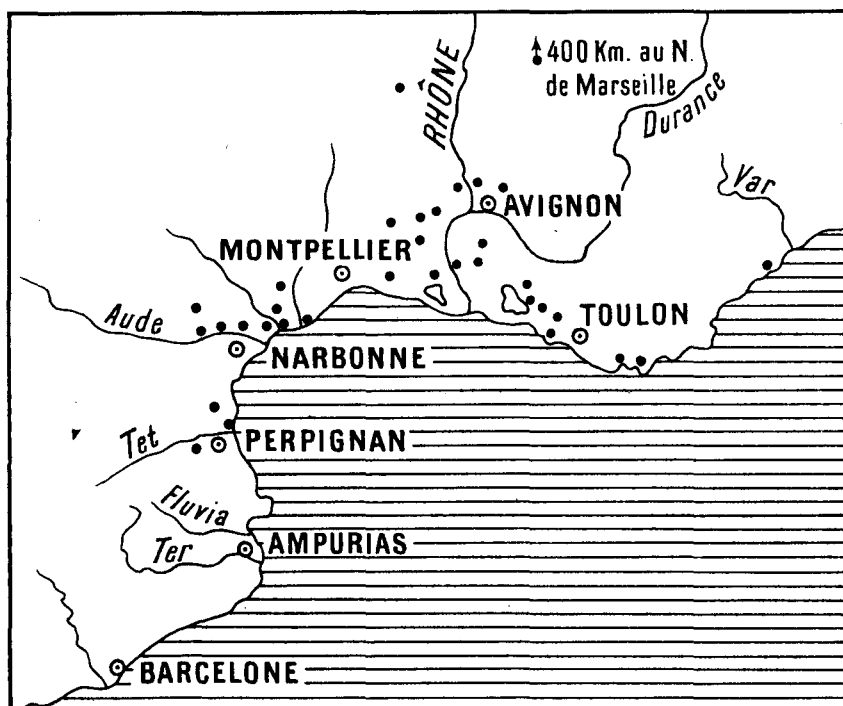 RHÔNE
400 Km. au N.
de Marseille
Durance
Var
AVIGNON
MONTPELLIER
Aude
TOULON
NARBONNE
Tet
PERPIGNAN
Fluvia
Ter
AMPURIAS
BARCELONE